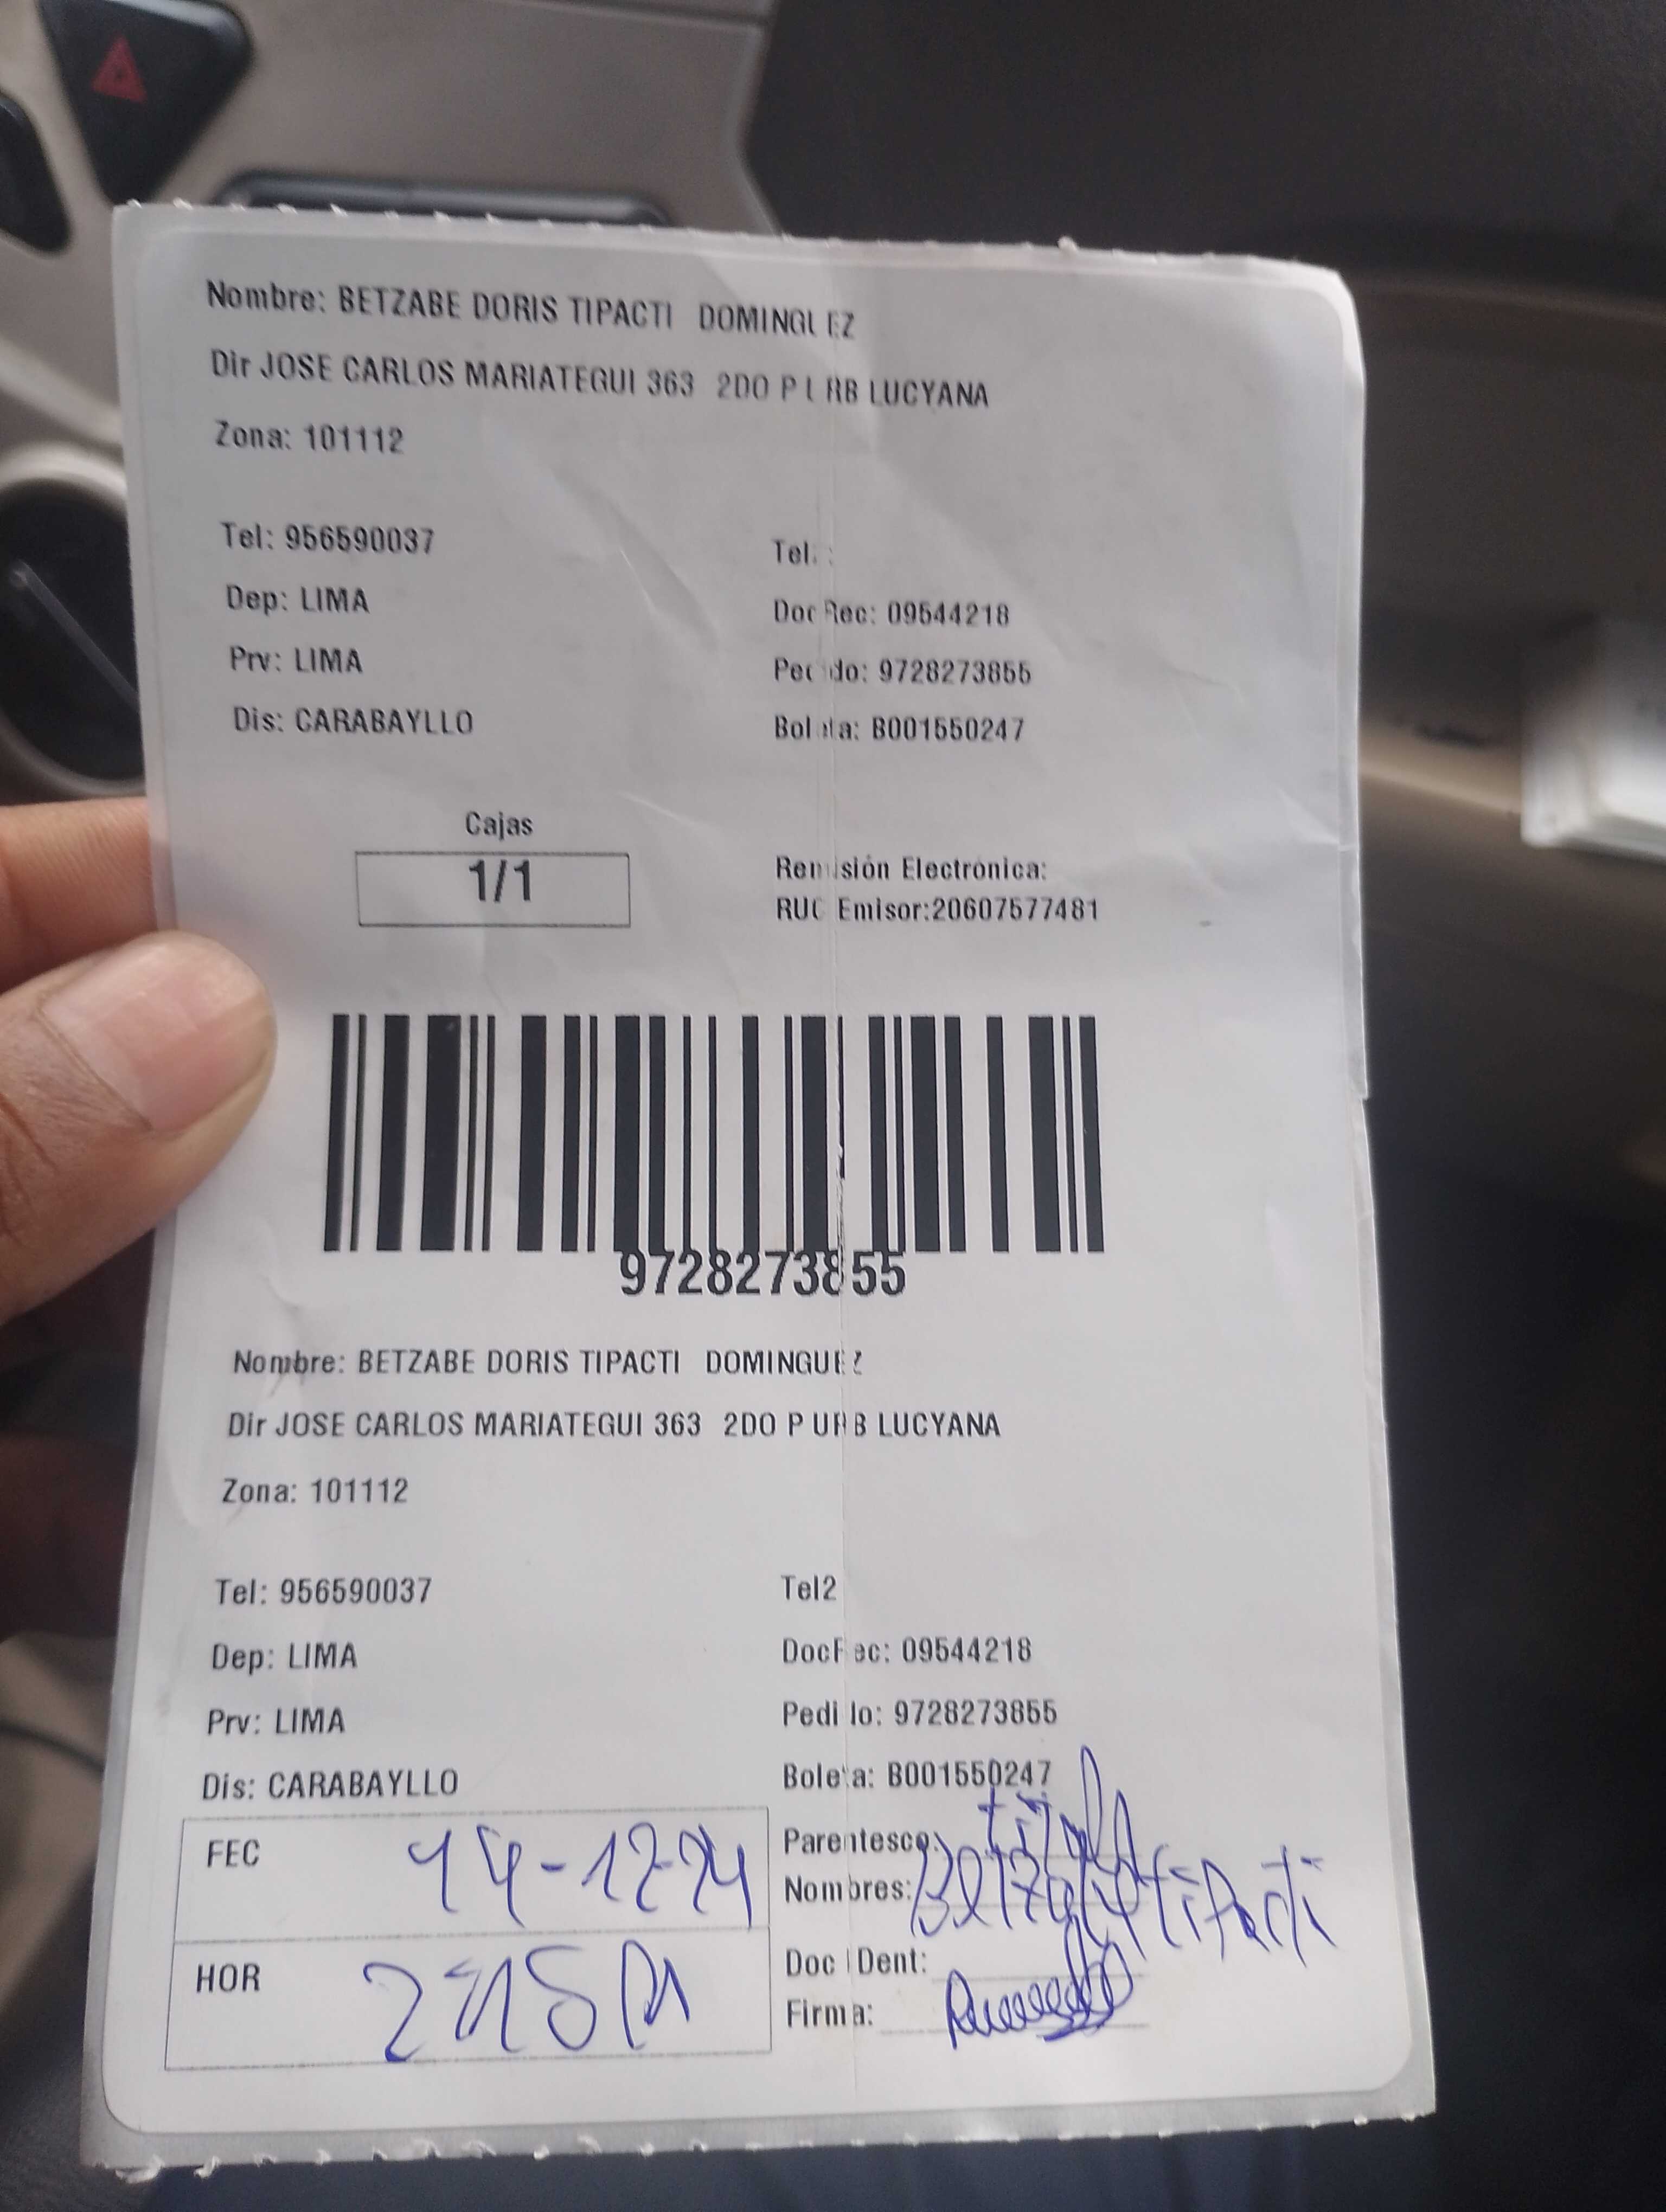 Nombre: BETZABE DORIS TIPACTI DOMINGUEZ
Dir JOSE CARLOS MARIATEGUI 363 2DO P URB LUCYANA
Zona: 101112
Tel: 956590037
Tel:
Dep: LIMA
DocRec: 09544218
Prv: LIMA
Pedido: 9728273855
Dis: CARABAYLLO
Boleta: B001550247
Cajas
1/1
Remisión Electrónica:
RUC Emisor:20607577481
9728273855
Nombre: BETZABE DORIS TIPACTI DOMINGUEZ
Dir JOSE CARLOS MARIATEGUI 363 2DO P URB LUCYANA
Zona: 101112
Tel: 956590037
Tel2
Dep: LIMA
DocRec: 09544218
Prv: LIMA
Pedido: 9728273855
Dis: CARABAYLLO
Boleta: B001550247
FEC 14-12-24
Parentesco:
Nombres: Betzabe Tipacti
HOR
Doc IDent:
Firma: